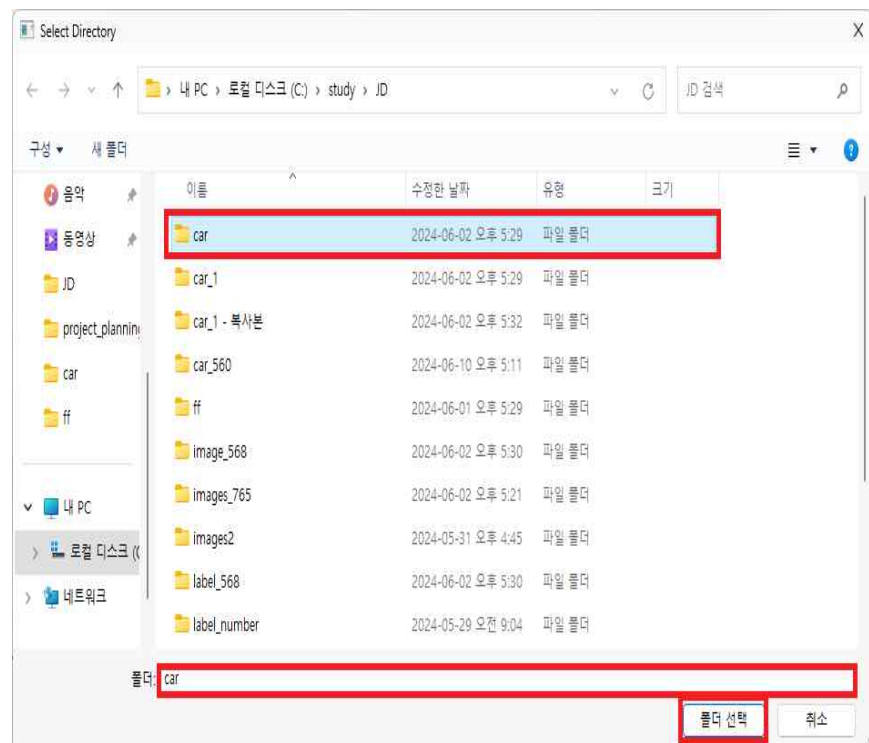 Select Directory X
내 PC › 로컬 디스크 (C:) › study › JD
JD 검색
구성 새 폴더
이름 수정한 날짜 유형 크기
음악
동영상
JD
project_planning
car
ff
내 PC
로컬 디스크 (C
네트워크
car 2024-06-02 오후 5:29 파일 폴더
car_1 2024-06-02 오후 5:29 파일 폴더
car_1 - 복사본 2024-06-02 오후 5:32 파일 폴더
car_560 2024-06-10 오후 5:11 파일 폴더
ff 2024-06-01 오후 5:29 파일 폴더
image_568 2024-06-02 오후 5:30 파일 폴더
images_765 2024-06-02 오후 5:21 파일 폴더
images2 2024-05-31 오후 4:45 파일 폴더
label_568 2024-06-02 오후 5:30 파일 폴더
label_number 2024-05-29 오전 9:04 파일 폴더
폴더: car
폴더 선택 취소